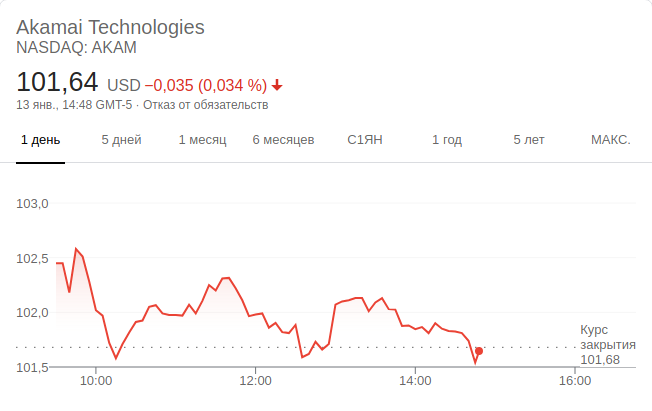 Akamai Technologies
NASDAQ: AKAM
101,64 USD −0,035 (0,034 %)
13 янв., 14:48 GMT-5 · Отказ от обязательств
1 день 5 дней 1 месяц 6 месяцев С1ЯН 1 год 5 лет МАКС.
103,0
102,5
102,0
Курс
закрытия
101,68
101,5
10:00 12:00 14:00 16:00